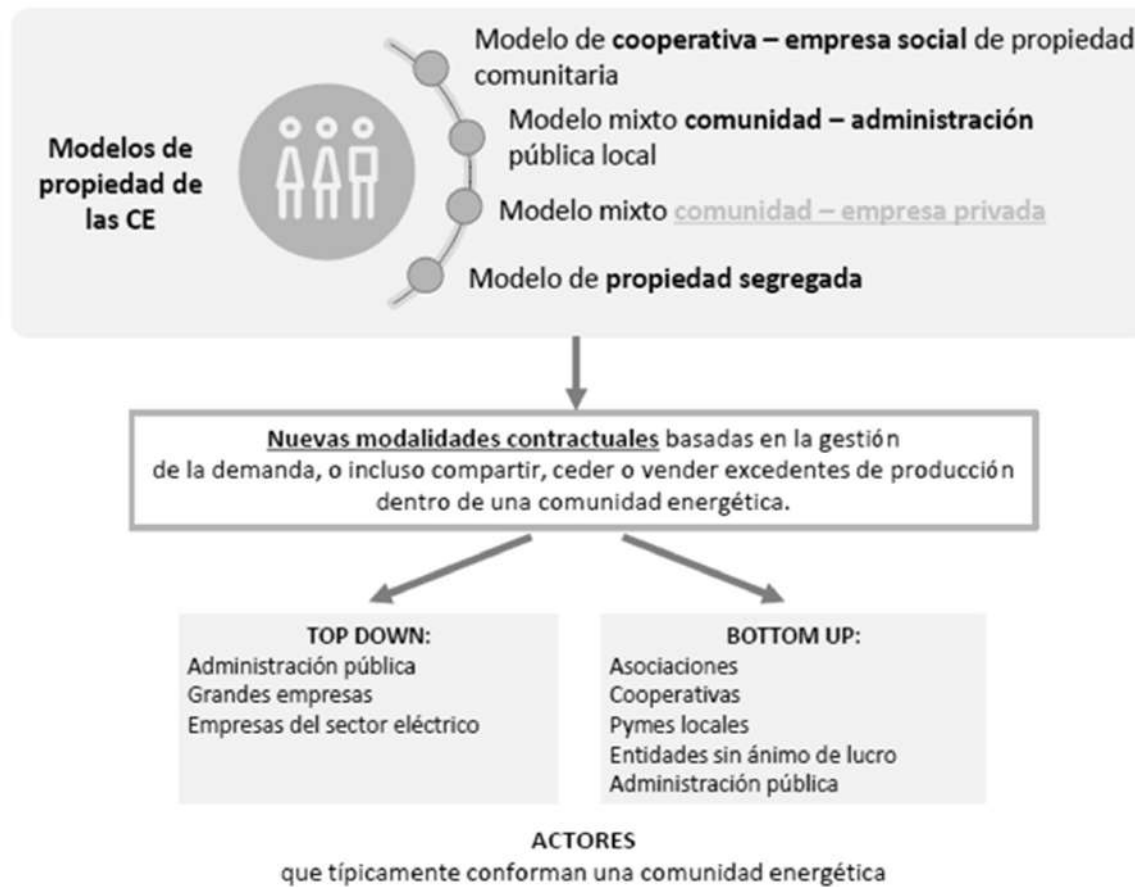 Modelos de
propiedad de
las CE
Modelo de cooperativa – empresa social de propiedad
comunitaria
Modelo mixto comunidad – administración
pública local
Modelo mixto comunidad – empresa privada
Modelo de propiedad segregada
Nuevas modalidades contractuales basadas en la gestión
de la demanda, o incluso compartir, ceder o vender excedentes de producción
dentro de una comunidad energética.
TOP DOWN:
Administración pública
Grandes empresas
Empresas del sector eléctrico
BOTTOM UP:
Asociaciones
Cooperativas
Pymes locales
Entidades sin ánimo de lucro
Administración pública
ACTORES
que típicamente conforman una comunidad energética